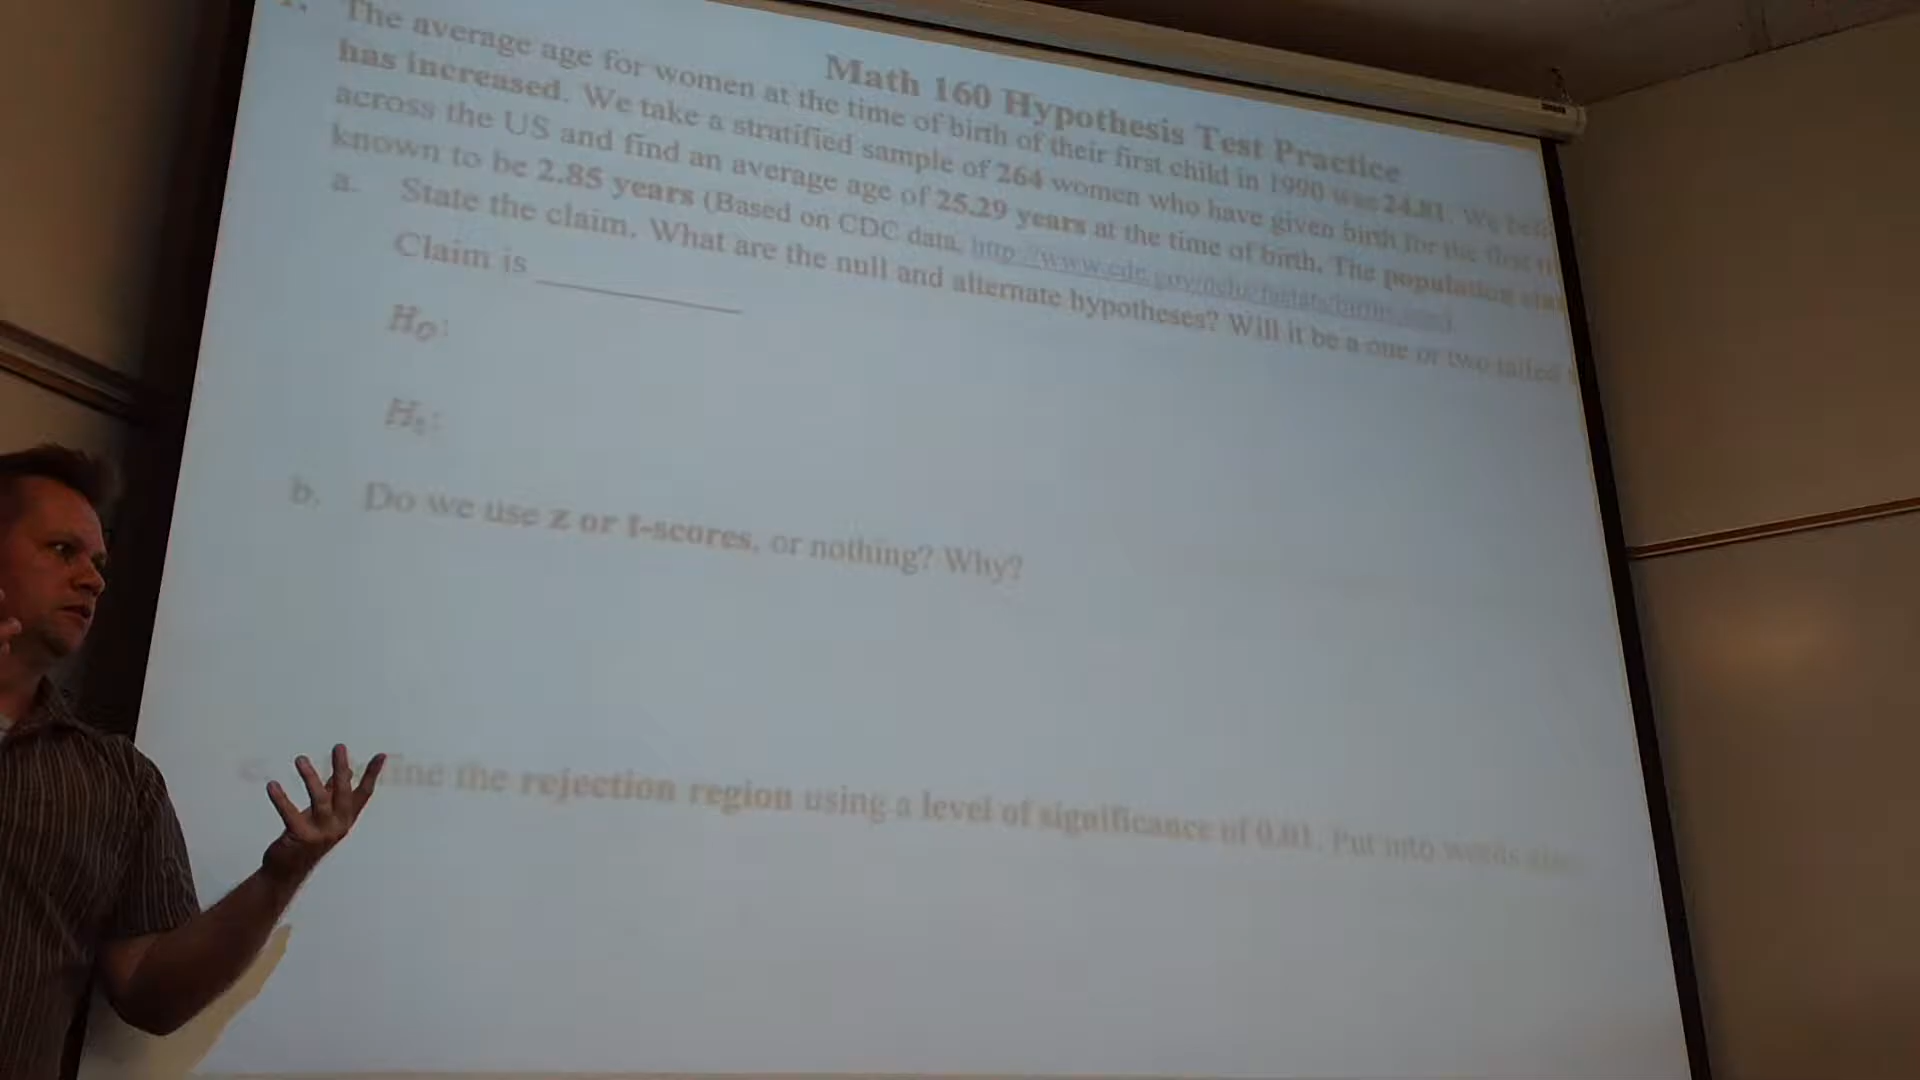 Math 160 Hypothesis Test Practice
The average age for women at the time of birth of their first child in 1990 was 24.81. We
has increased. We take a stratified sample of 264 women who have given birth for the first
across the US and find an average age of 25.29 years at the time of birth. The population
known to be 2.85 years (Based on CDC data,
a. State the claim. What are the null and alternate hypotheses? Will it be a one or two tailed
Claim is
H₀:
H₁:
b. Do we use z or t-scores, or nothing? Why?
the rejection region using a level of significance of 0.01. Put into words